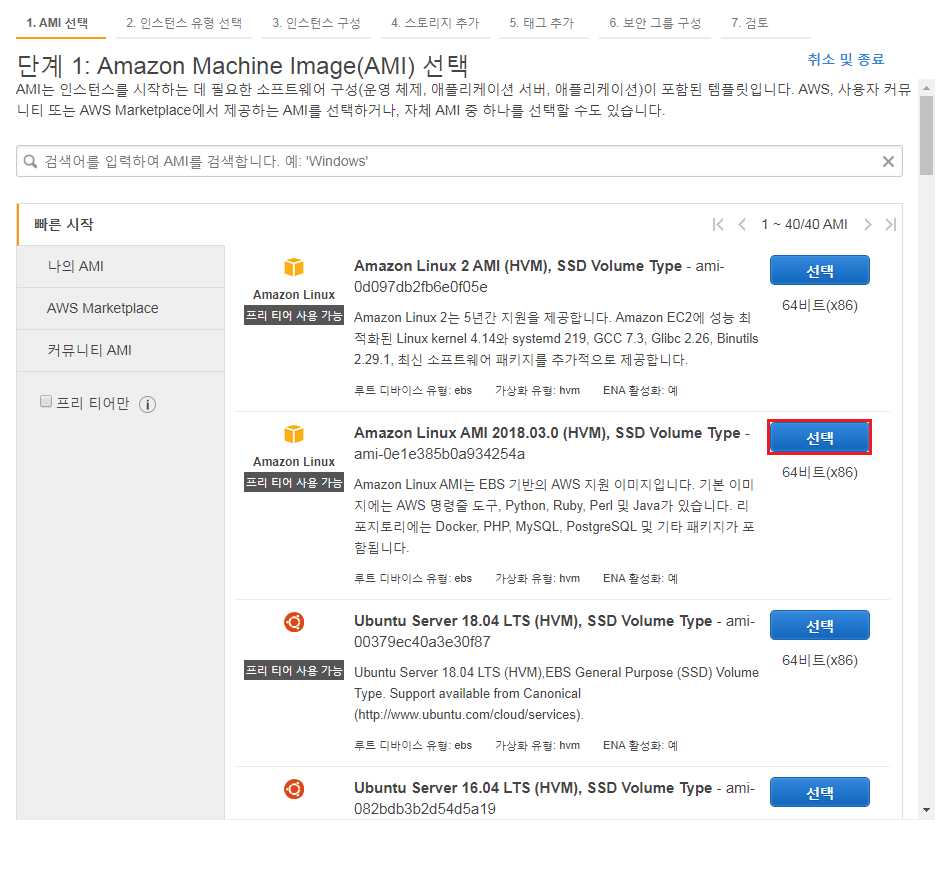 1. AMI 선택 2. 인스턴스 유형 선택 3. 인스턴스 구성 4. 스토리지 추가 5. 태그 추가 6. 보안 그룹 구성 7. 검토
단계 1: Amazon Machine Image(AMI) 선택
취소 및 종료
AMI는 인스턴스를 시작하는 데 필요한 소프트웨어 구성(운영 체제, 애플리케이션 서버, 애플리케이션)이 포함된 템플릿입니다. AWS, 사용자 커뮤
니티 또는 AWS Marketplace에서 제공하는 AMI를 선택하거나, 자체 AMI 중 하나를 선택할 수도 있습니다.
검색어를 입력하여 AMI를 검색합니다. 예: 'Windows'
빠른 시작
1 ~ 40/40 AMI
나의 AMI
AWS Marketplace
커뮤니티 AMI
프리 티어만
Amazon Linux
프리 티어 사용 가능
Amazon Linux 2 AMI (HVM), SSD Volume Type - ami-
0d097db2fb6e0f05e
Amazon Linux 2는 5년간 지원을 제공합니다. Amazon EC2에 성능 최
적화된 Linux kernel 4.14와 systemd 219, GCC 7.3, Glibc 2.26, Binutils
2.29.1, 최신 소프트웨어 패키지를 추가적으로 제공합니다.
루트 디바이스 유형: ebs 가상화 유형: hvm ENA 활성화: 예
선택
64비트(x86)
Amazon Linux
프리 티어 사용 가능
Amazon Linux AMI 2018.03.0 (HVM), SSD Volume Type -
ami-0e1e385b0a934254a
Amazon Linux AMI는 EBS 기반의 AWS 지원 이미지입니다. 기본 이미
지에는 AWS 명령줄 도구, Python, Ruby, Perl 및 Java가 있습니다. 리
포지토리에는 Docker, PHP, MySQL, PostgreSQL 및 기타 패키지가 포
함됩니다.
루트 디바이스 유형: ebs 가상화 유형: hvm ENA 활성화: 예
선택
64비트(x86)
프리 티어 사용 가능
Ubuntu Server 18.04 LTS (HVM), SSD Volume Type - ami-
00379ec40a3e30f87
Ubuntu Server 18.04 LTS (HVM),EBS General Purpose (SSD) Volume
Type. Support available from Canonical
(http://www.ubuntu.com/cloud/services).
루트 디바이스 유형: ebs 가상화 유형: hvm ENA 활성화: 예
선택
64비트(x86)
Ubuntu Server 16.04 LTS (HVM), SSD Volume Type - ami-
082bdb3b2d54d5a19
선택